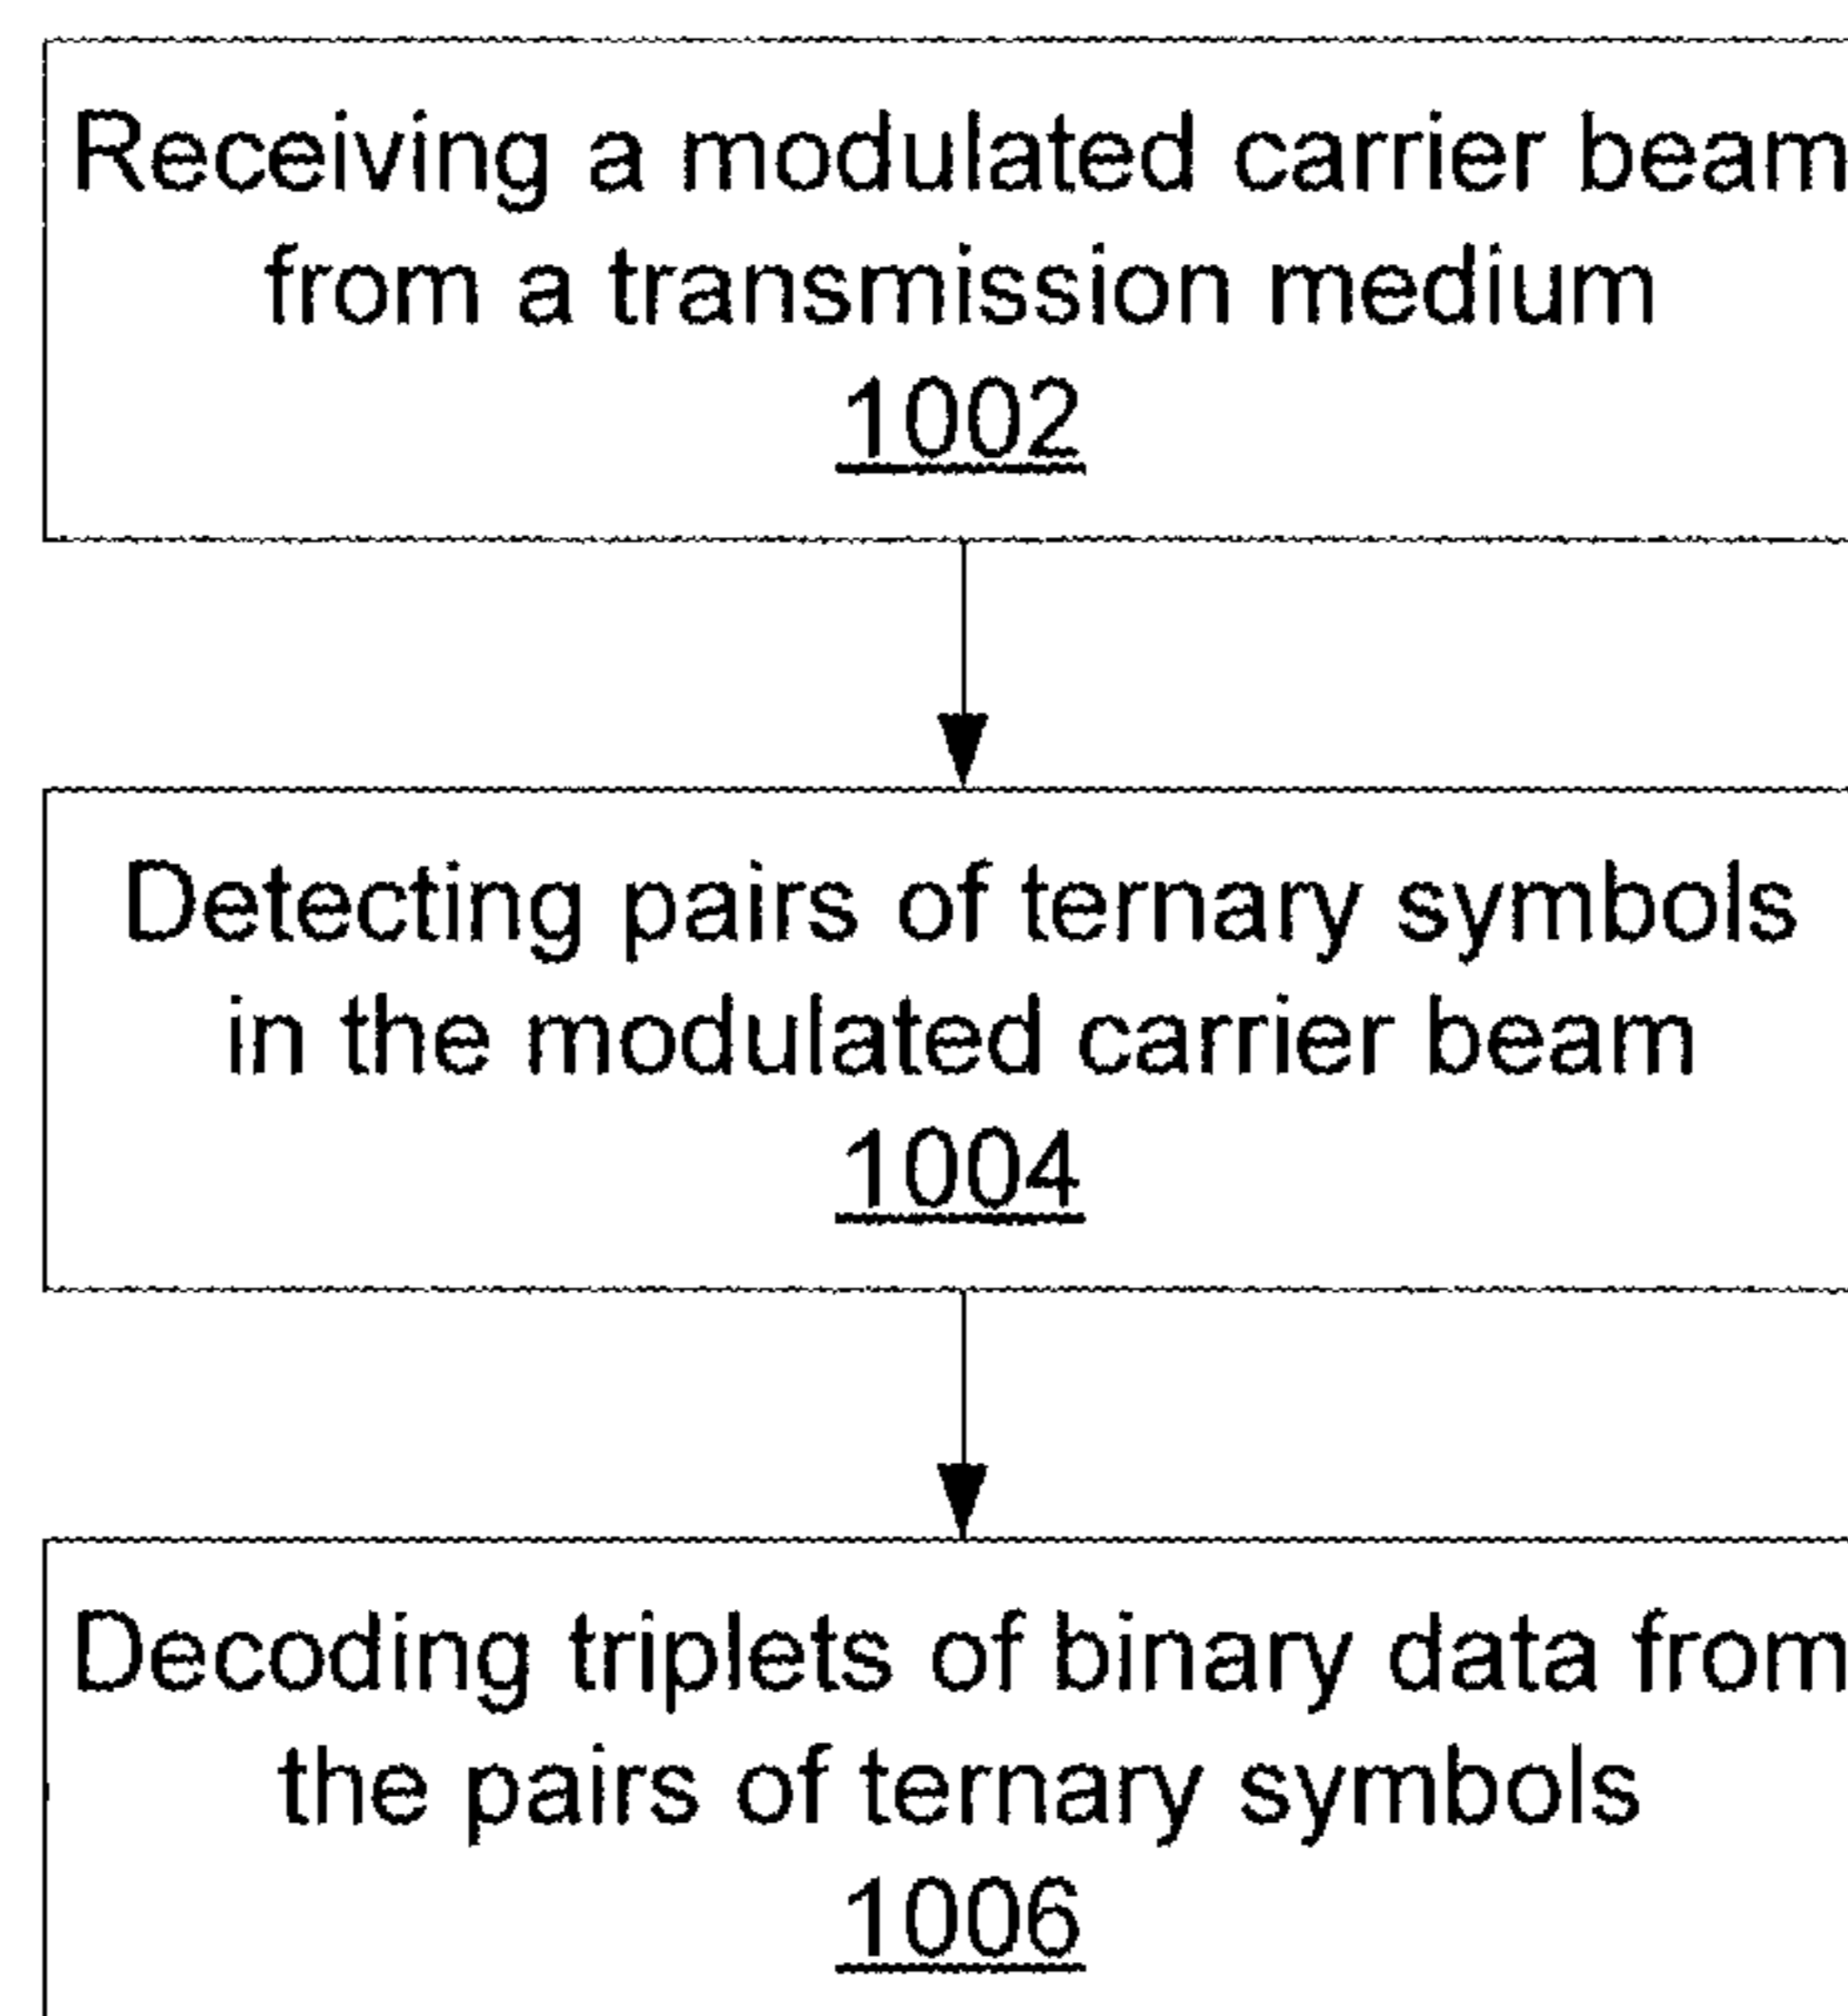 Receiving a modulated carrier beam
from a transmission medium
1002
Detecting pairs of ternary symbols
in the modulated carrier beam
1004
Decoding triplets of binary data from
the pairs of ternary symbols
1006